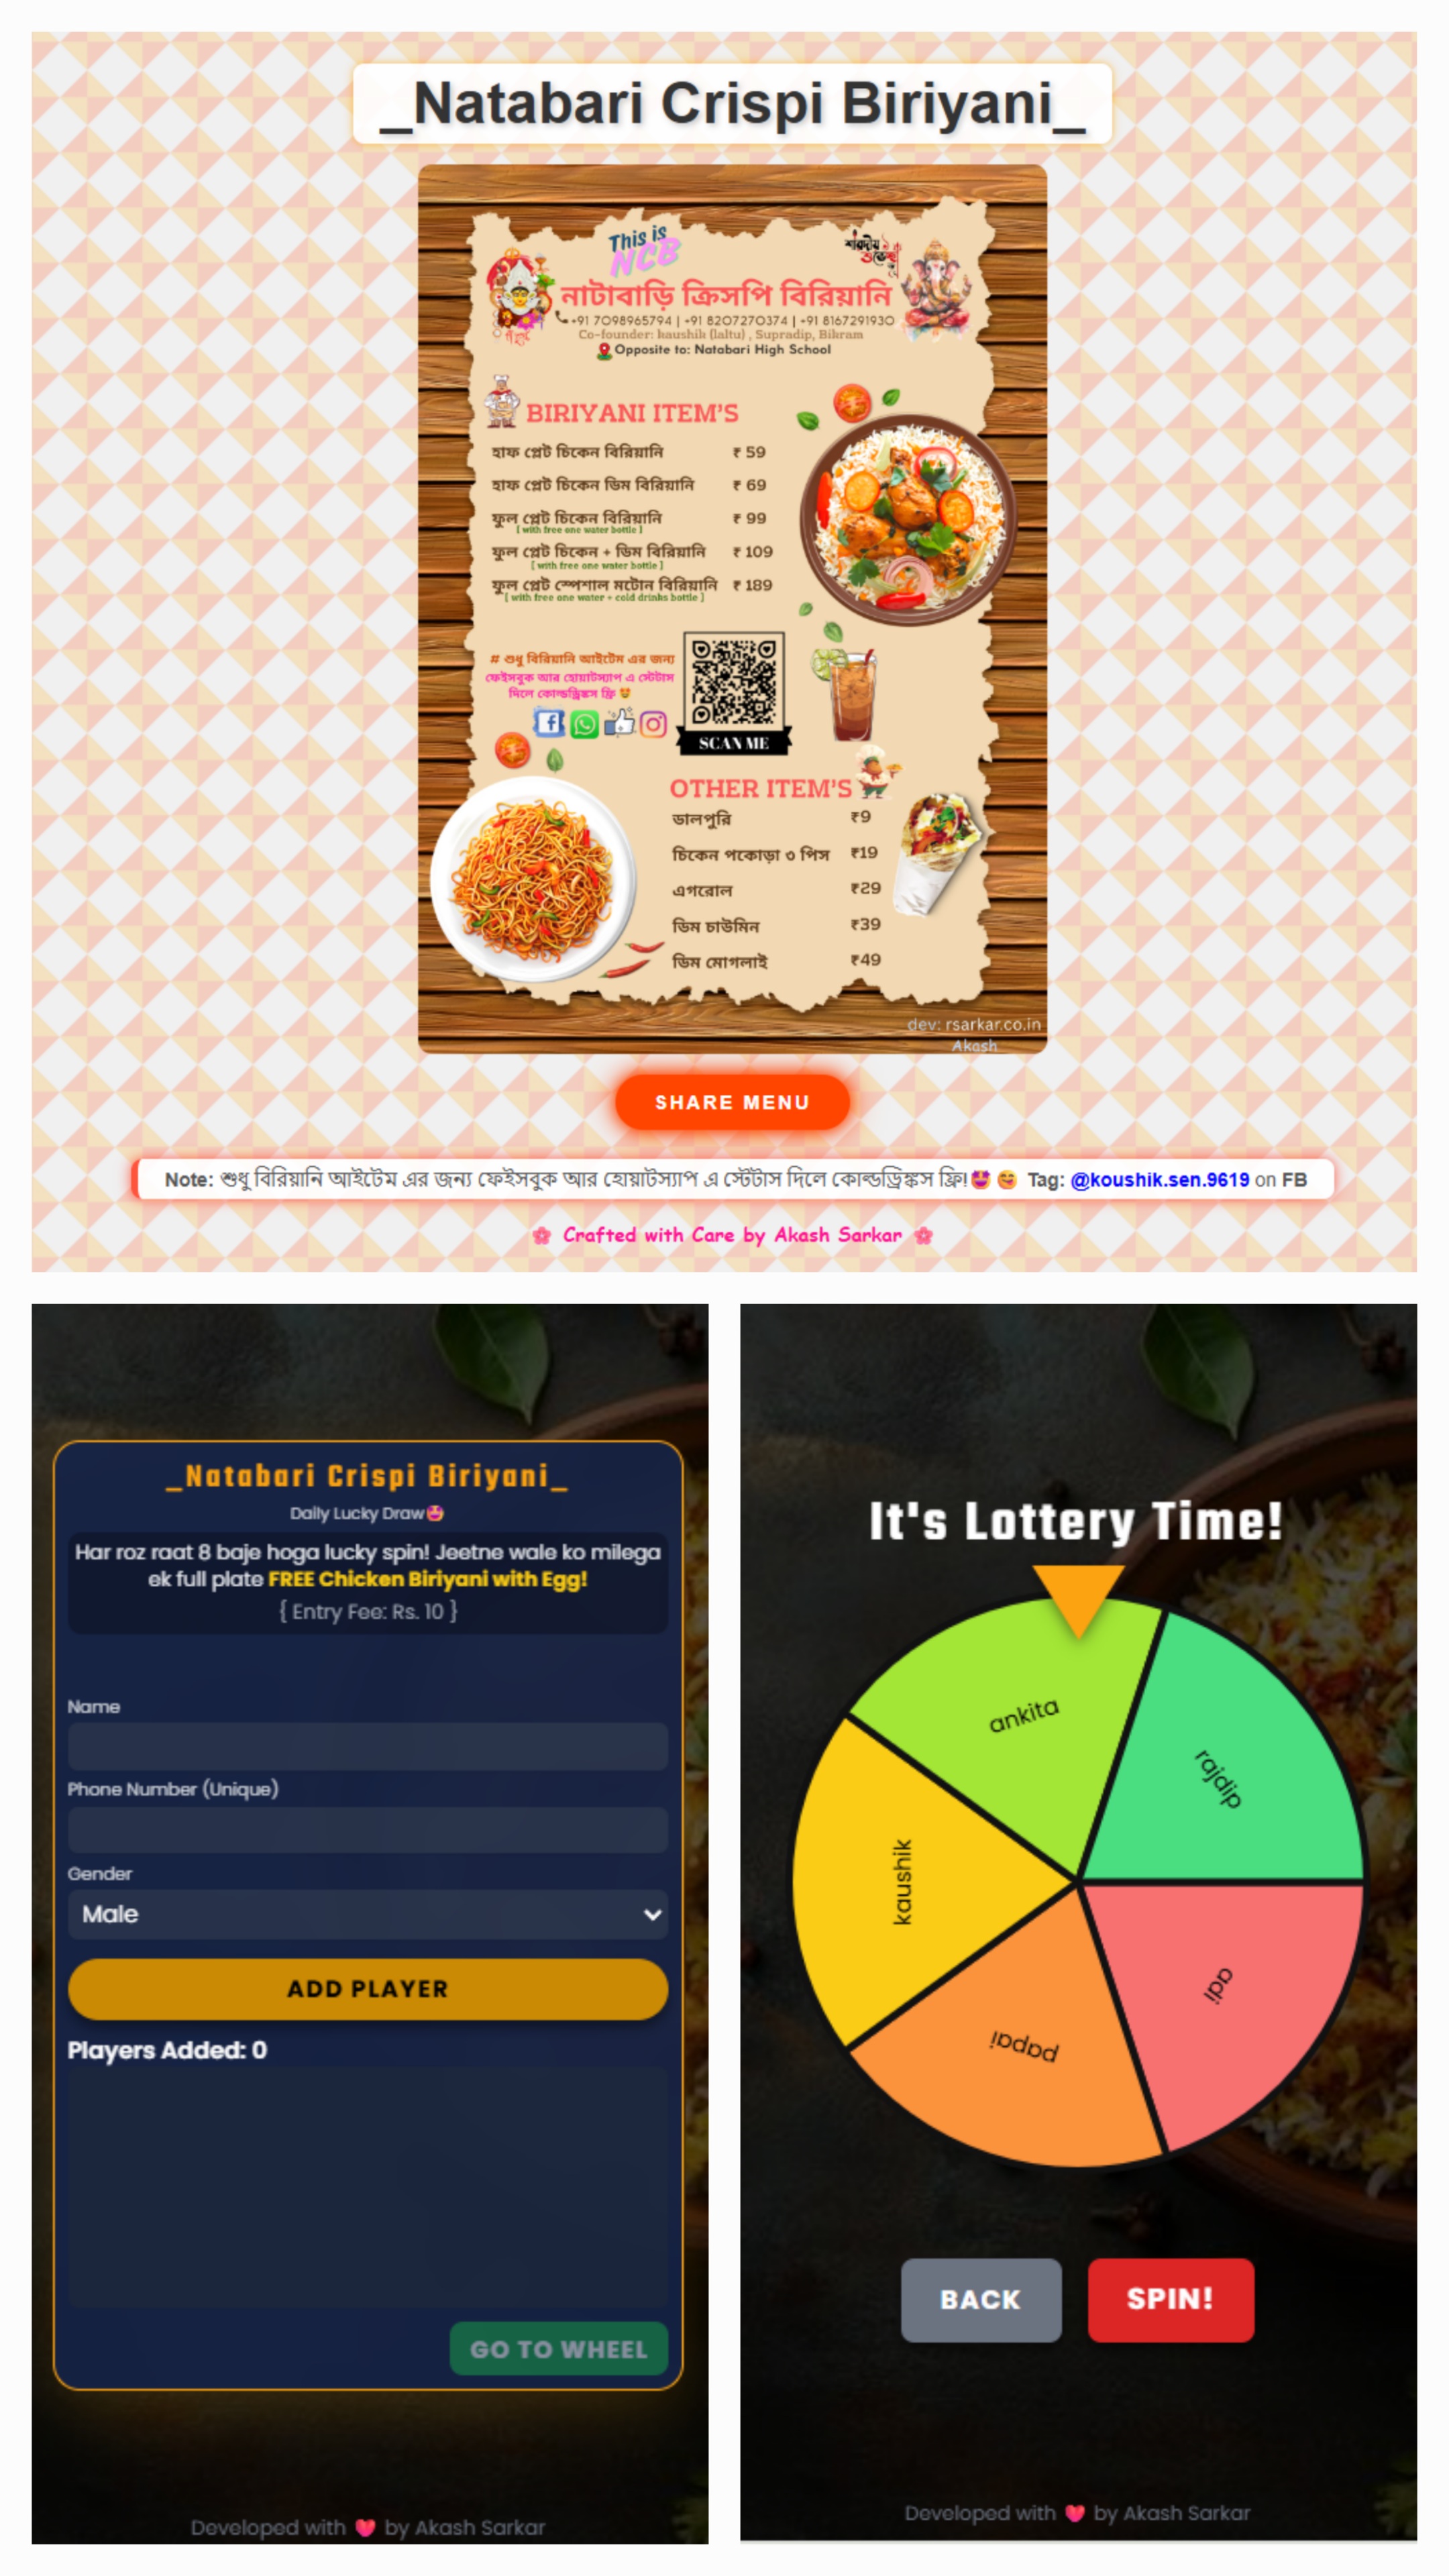 _Natabari Crispi Biriyani_
This is
NCB
শারদীয়
শুভেচ্ছা
নাটাবাড়ি ক্রিসপি বিরিয়ানি
+91 7098965794 | +91 8207270374 | +91 8167291930
Co-founder: kaushik (laltu) , Supradip, Bikram
Opposite to: Natabari High School
BIRIYANI ITEM'S
হাফ প্লেট চিকেন বিরিয়ানি ₹ 59
হাফ প্লেট চিকেন ডিম বিরিয়ানি ₹ 69
ফুল প্লেট চিকেন বিরিয়ানি ₹ 99
[ with free one water bottle ]
ফুল প্লেট চিকেন + ডিম বিরিয়ানি ₹ 109
[ with free one water bottle ]
ফুল প্লেট স্পেশাল মটোন বিরিয়ানি ₹ 189
[ with free one water + cold drinks bottle ]
# শুধু বিরিয়ানি আইটেম এর জন্য
ফেইসবুক আর হোয়াটস্যাপ এ স্টেটাস
দিলে কোল্ডড্রিঙ্কস ফ্রি 😍
SCAN ME
OTHER ITEM'S
ডালপুরি ₹9
চিকেন পকোড়া ৩ পিস ₹19
এগরোল ₹29
ডিম চাউমিন ₹39
ডিম মোগলাই ₹49
dev: rsarkar.co.in
Akash
SHARE MENU
Note: শুধু বিরিয়ানি আইটেম এর জন্য ফেইসবুক আর হোয়াটস্যাপ এ স্টেটাস দিলে কোল্ডড্রিঙ্কস ফ্রি!🤩 😋 Tag: @koushik.sen.9619 on FB
🌸 Crafted with Care by Akash Sarkar 🌸
_Natabari Crispi Biriyani_
Daily Lucky Draw🤩
Har roz raat 8 baje hoga lucky spin! Jeetne wale ko milega
ek full plate FREE Chicken Biriyani with Egg!
{ Entry Fee: Rs. 10 }
Name
Phone Number (Unique)
Gender
Male
ADD PLAYER
Players Added: 0
GO TO WHEEL
Developed with ❤️ by Akash Sarkar
It's Lottery Time!
ankita
rajdip
kaushik
adi
papai
BACK
SPIN!
Developed with ❤️ by Akash Sarkar